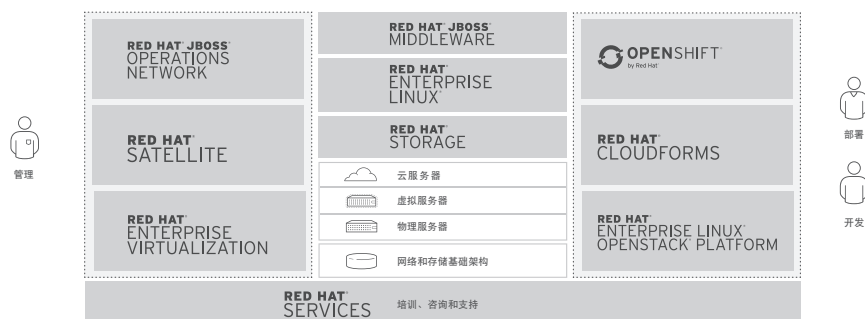 管理
RED HAT® JBOSS®
OPERATIONS
NETWORK
RED HAT®
SATELLITE
RED HAT®
ENTERPRISE
VIRTUALIZATION
RED HAT® JBOSS®
MIDDLEWARE
RED HAT®
ENTERPRISE
LINUX®
RED HAT®
STORAGE
云服务器
虚拟服务器
物理服务器
网络和存储基础架构
OPENSHIFT™
by Red Hat®
RED HAT®
CLOUDFORMS
RED HAT®
ENTERPRISE LINUX®
OPENSTACK® PLATFORM
部署
开发
RED HAT®
SERVICES
培训、咨询和支持